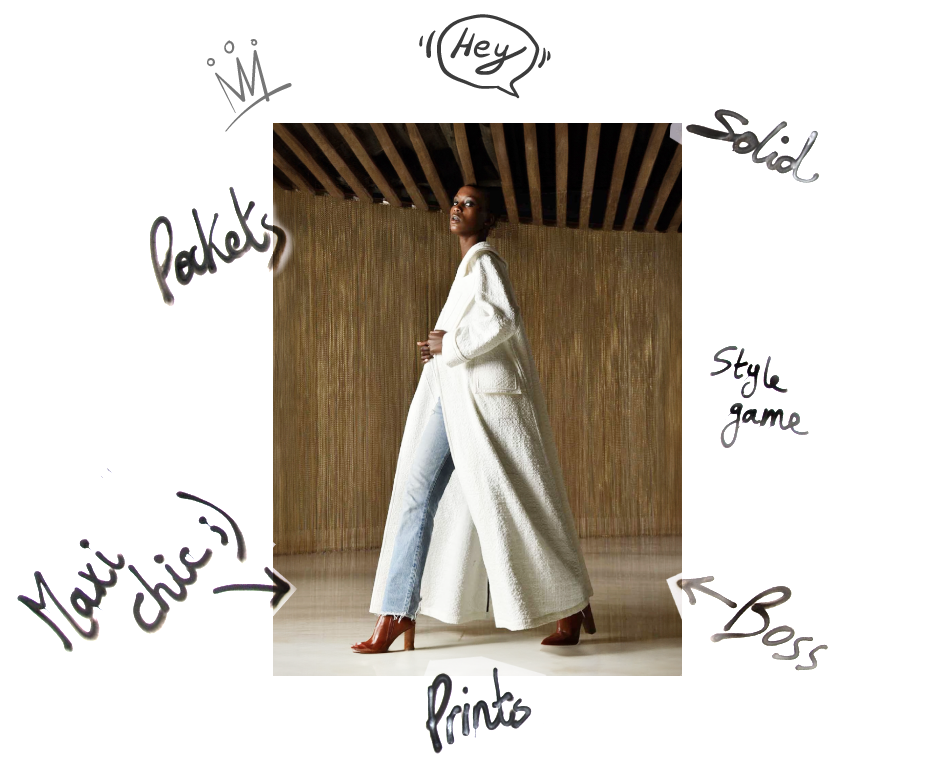 Hey
Solid
Pockets
Style
game
Maxi
chic ;)
Boss
Prints